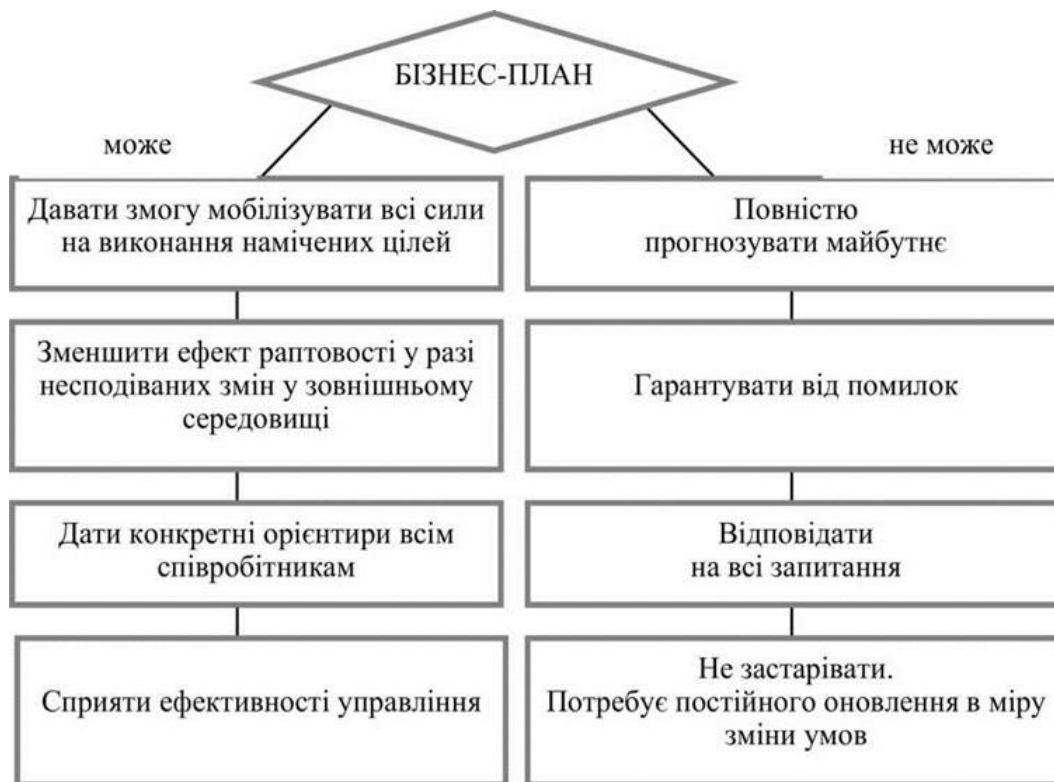 БІЗНЕС-ПЛАН
може
не може
Давати змогу мобілізувати всі сили
на виконання намічених цілей
Повністю
прогнозувати майбутнє
Зменшити ефект раптовості у разі
несподіваних змін у зовнішньому
середовищі
Гарантувати від помилок
Дати конкретні орієнтири всім
співробітникам
Відповідати
на всі запитання
Сприяти ефективності управління
Не застарівати.
Потребує постійного оновлення в міру
зміни умов